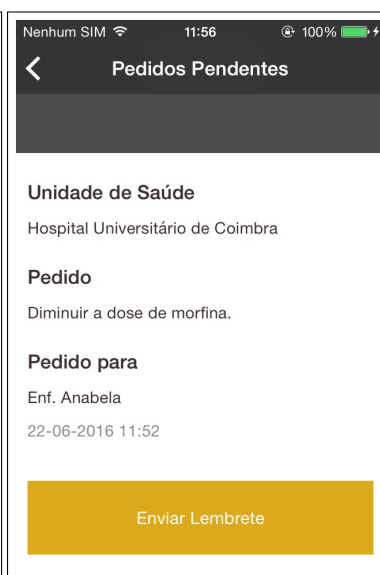 Nenhum SIM 11:56 100%
Pedidos Pendentes
Unidade de Saúde
Hospital Universitário de Coimbra
Pedido
Diminuir a dose de morfina.
Pedido para
Enf. Anabela
22-06-2016 11:52
Enviar Lembrete